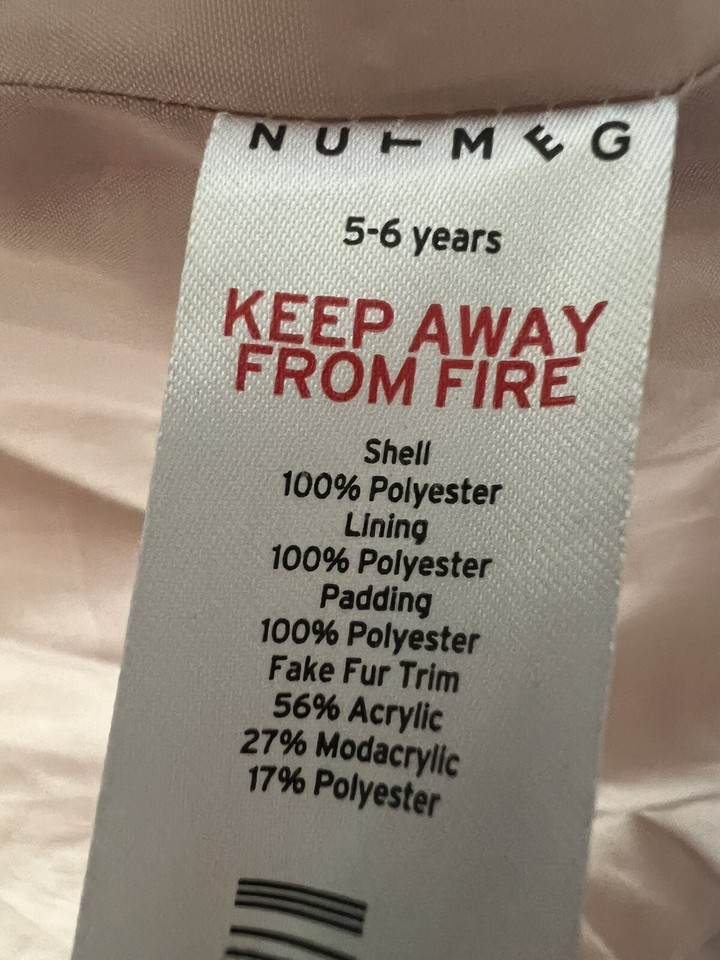 NUTMEG
5-6 years
KEEP AWAY
FROM FIRE
Shell
100% Polyester
Lining
100% Polyester
Padding
100% Polyester
Fake Fur Trim
56% Acrylic
27% Modacrylic
17% Polyester